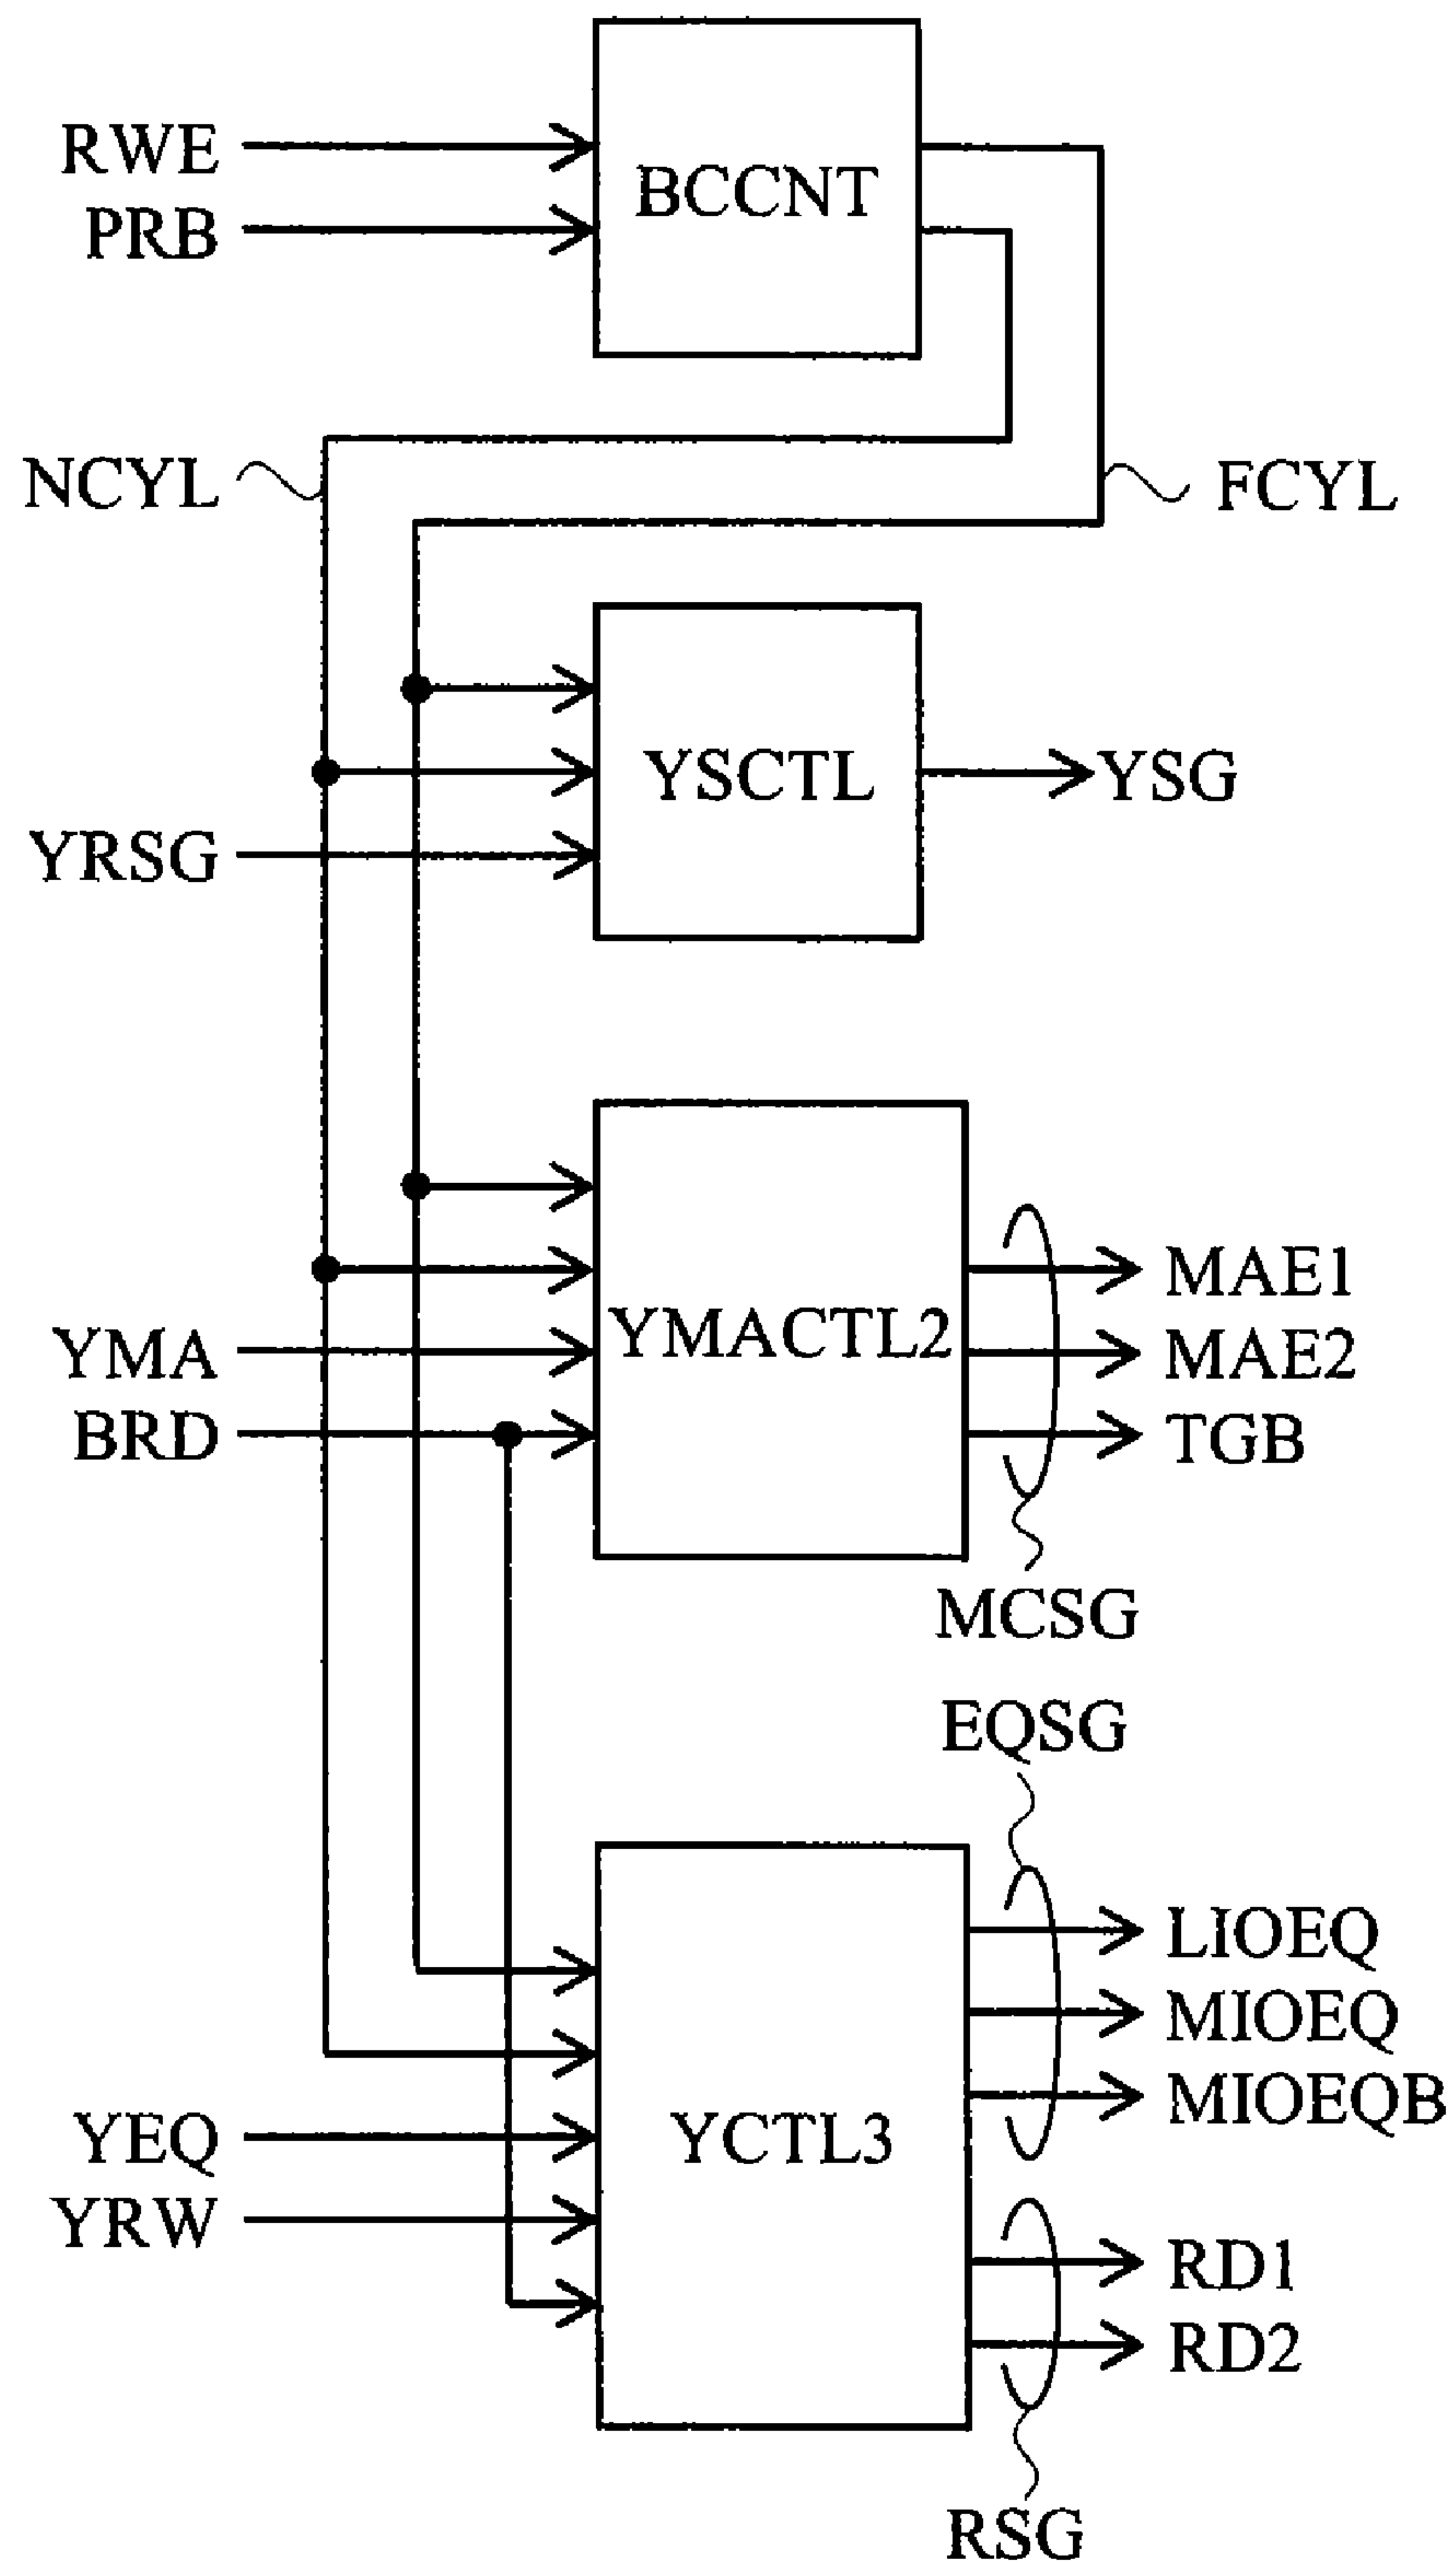 RWE
PRB
BCCNT
NCYL
FCYL
YRSG
YSCTL
YSG
YMA
BRD
YMACTL2
MAE1
MAE2
TGB
MCSG
EQSG
YEQ
YRW
YCTL3
LIOEQ
MIOEQ
MIOEQB
RD1
RD2
RSG